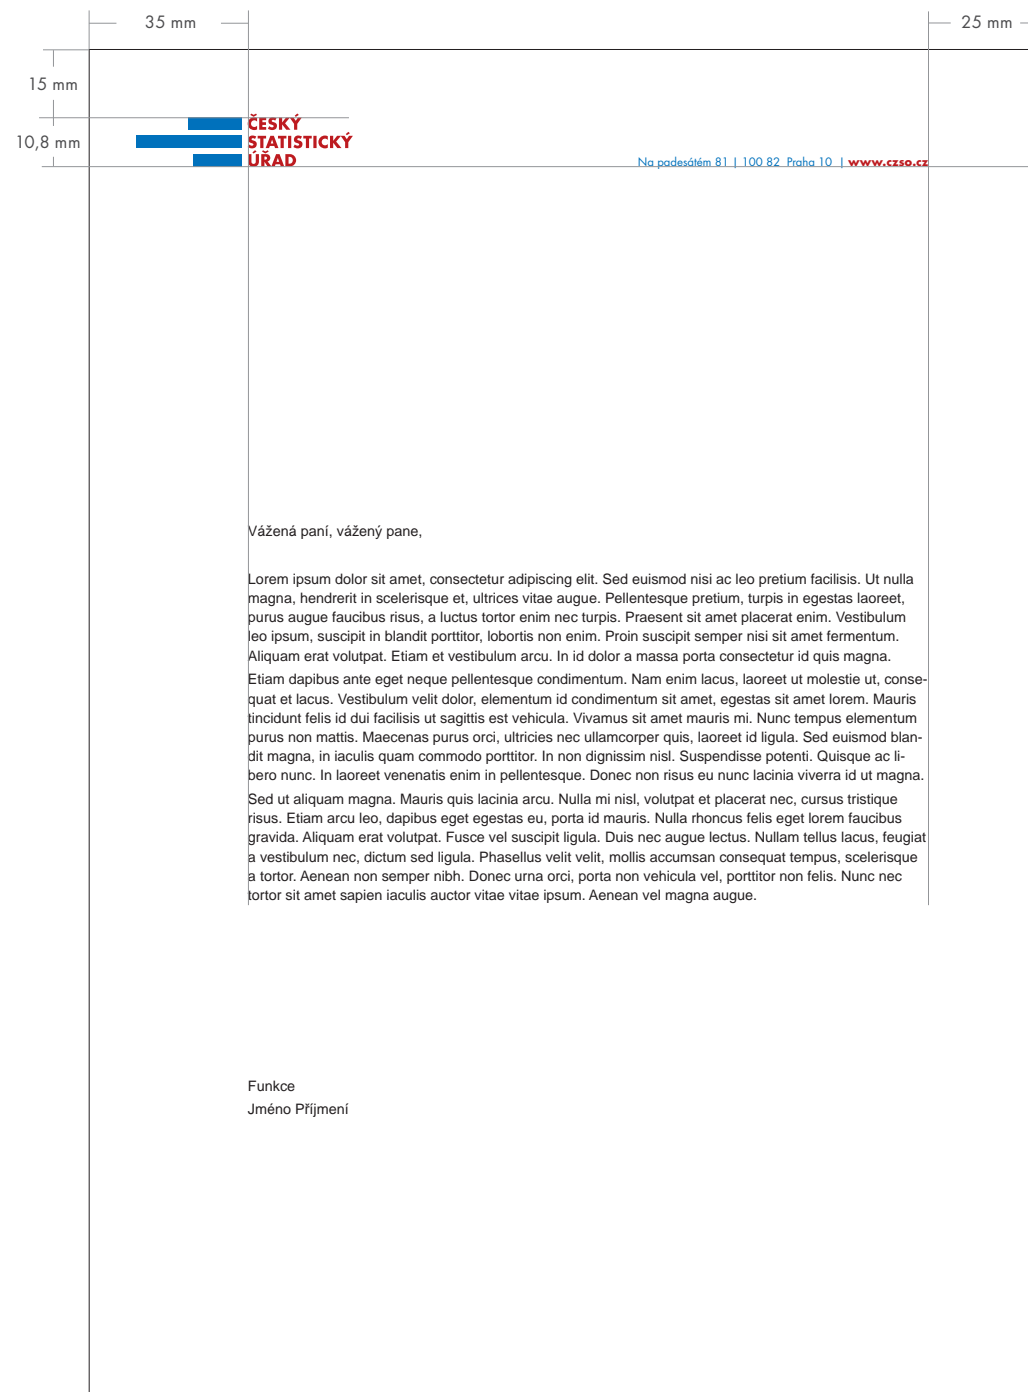 35 mm
25 mm
15 mm
10,8 mm
ČESKÝ
STATISTICKÝ
ÚŘAD
Na padesátém 81 | 100 82 Praha 10 | www.czso.cz
Vážená paní, vážený pane,
Lorem ipsum dolor sit amet, consectetur adipiscing elit. Sed euismod nisi ac leo pretium facilisis. Ut nulla
magna, hendrerit in scelerisque et, ultrices vitae augue. Pellentesque pretium, turpis in egestas laoreet,
purus augue faucibus risus, a luctus tortor enim nec turpis. Praesent sit amet placerat enim. Vestibulum
leo ipsum, suscipit in blandit porttitor, lobortis non enim. Proin suscipit semper nisi sit amet fermentum.
Aliquam erat volutpat. Etiam et vestibulum arcu. In id dolor a massa porta consectetur id quis magna.
Etiam dapibus ante eget neque pellentesque condimentum. Nam enim lacus, laoreet ut molestie ut, conse-
quat et lacus. Vestibulum velit dolor, elementum id condimentum sit amet, egestas sit amet lorem. Mauris
tincidunt felis id dui facilisis ut sagittis est vehicula. Vivamus sit amet mauris mi. Nunc tempus elementum
purus non mattis. Maecenas purus orci, ultricies nec ullamcorper quis, laoreet id ligula. Sed euismod blan-
dit magna, in iaculis quam commodo porttitor. In non dignissim nisl. Suspendisse potenti. Quisque ac li-
bero nunc. In laoreet venenatis enim in pellentesque. Donec non risus eu nunc lacinia viverra id ut magna.
Sed ut aliquam magna. Mauris quis lacinia arcu. Nulla mi nisl, volutpat et placerat nec, cursus tristique
risus. Etiam arcu leo, dapibus eget egestas eu, porta id mauris. Nulla rhoncus felis eget lorem faucibus
gravida. Aliquam erat volutpat. Fusce vel suscipit ligula. Duis nec augue lectus. Nullam tellus lacus, feugiat
a vestibulum nec, dictum sed ligula. Phasellus velit velit, mollis accumsan consequat tempus, scelerisque
a tortor. Aenean non semper nibh. Donec urna orci, porta non vehicula vel, porttitor non felis. Nunc nec
tortor sit amet sapien iaculis auctor vitae vitae ipsum. Aenean vel magna augue.
Funkce
Jméno Příjmení